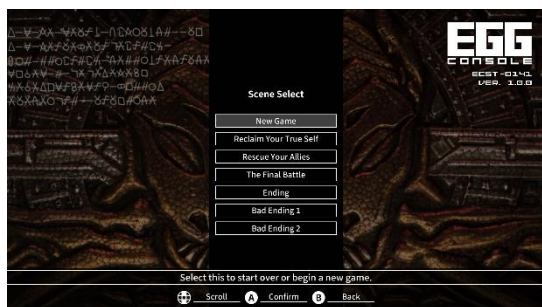 EGG
CONSOLE
ECST-0141
VER. 1.0.0
Scene Select
New Game
Reclaim Your True Self
Rescue Your Allies
The Final Battle
Ending
Bad Ending 1
Bad Ending 2
Select this to start over or begin a new game.
Scroll A Confirm B Back